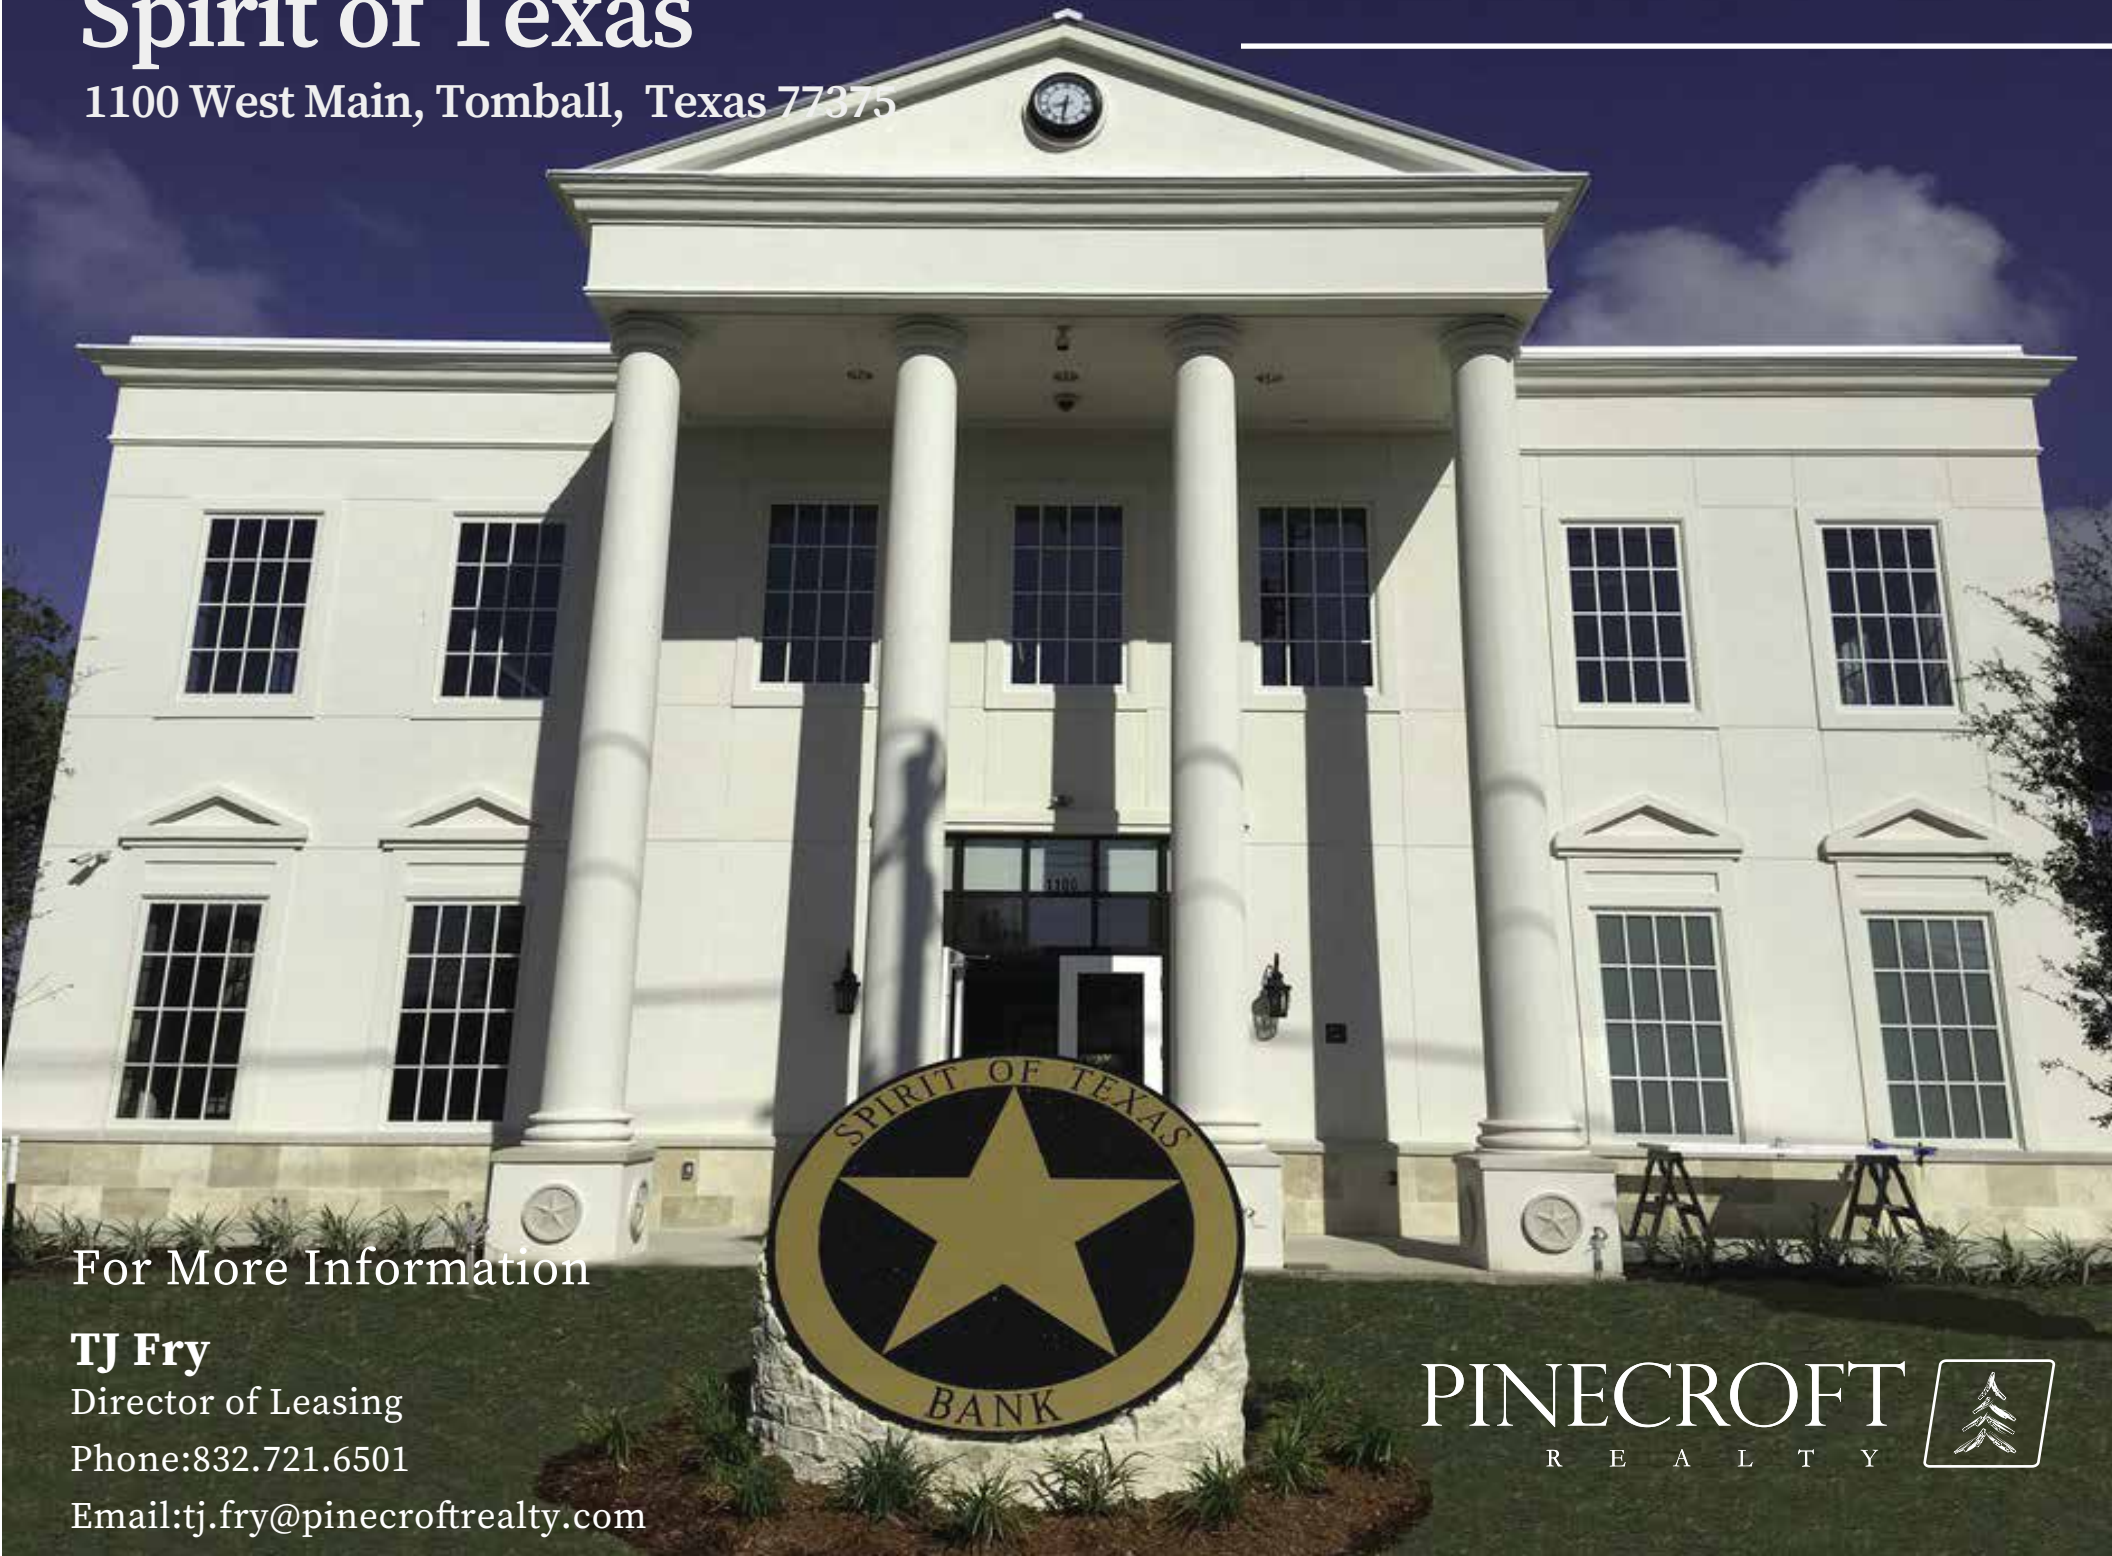 Spirit of Texas
1100 West Main, Tomball, Texas 77375
1100
SPIRIT OF TEXAS
BANK
For More Information
TJ Fry
Director of Leasing
Phone:832.721.6501
Email:tj.fry@pinecroftrealty.com
PINECROFT
REALTY